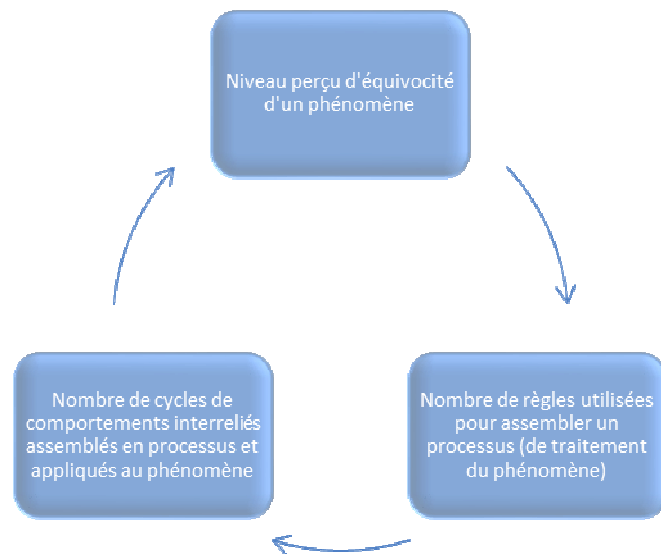 Niveau perçu d'équivocité
d'un phénomène
Nombre de cycles de
comportements interreliés
assemblés en processus et
appliqués au phénomène
Nombre de règles utilisées
pour assembler un
processus (de traitement
du phénomène)